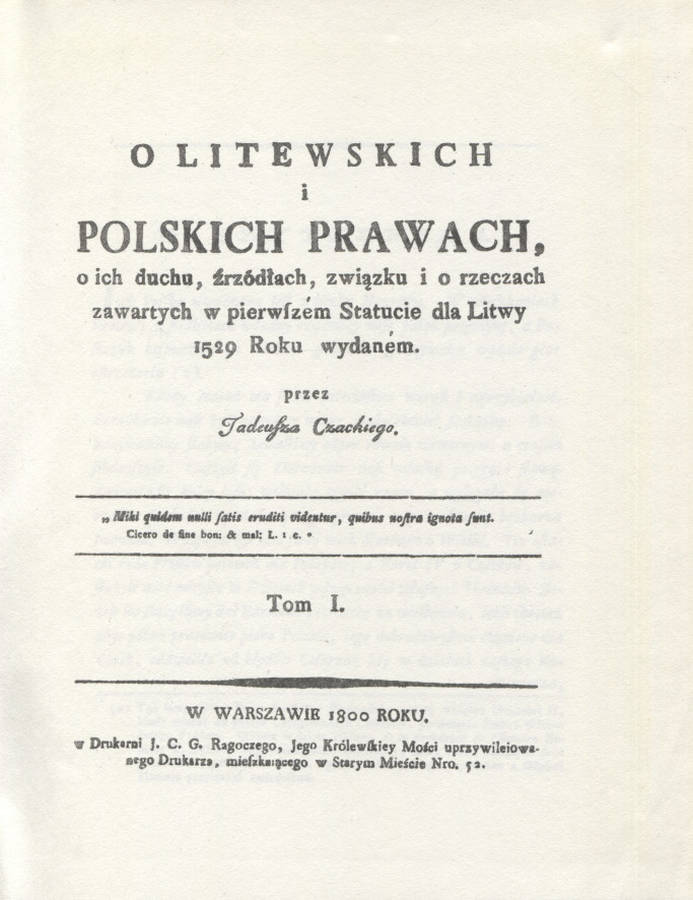 O LITEWSKICH
i
POLSKICH PRAWACH,
o ich duchu, źrzódłach, związku i o rzeczach
zawartych w pierwſzém Statucie dla Litwy
1529 Roku wydaném.
przez
Tadeuſza Czackiego.
„Mihi quidem nulli ſatis eruditi videntur, quibus noſtra ignota ſunt.
Cicero de fine bon: & mal: L. 1. c. *
Tom I.
W WARSZAWIE 1800 ROKU.
w Drukarni J. C. G. Ragoczego, Jego Królewſkiey Mości uprzywileiowa-
nego Drukarza, mieſzkaiącego w Starym Mieście Nro. 52.